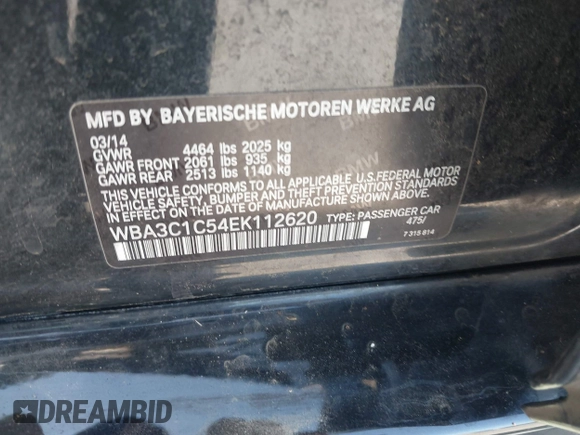 MFD BY BAYERISCHE MOTOREN WERKE AG
03/14
GVWR 4464 lbs 2025 kg
GAWR FRONT 2061 lbs 935 kg
GAWR REAR 2513 lbs 1140 kg
THIS VEHICLE CONFORMS TO ALL APPLICABLE U.S.FEDERAL MOTOR
VEHICLE SAFETY, BUMPER AND THEFT PREVENTION STANDARDS
IN EFFECT ON THE DATE OF MANUFACTURE SHOWN ABOVE.
WBA3C1C54EK112620 TYPE: PASSENGER CAR
475/
7 315 814
DREAMBID